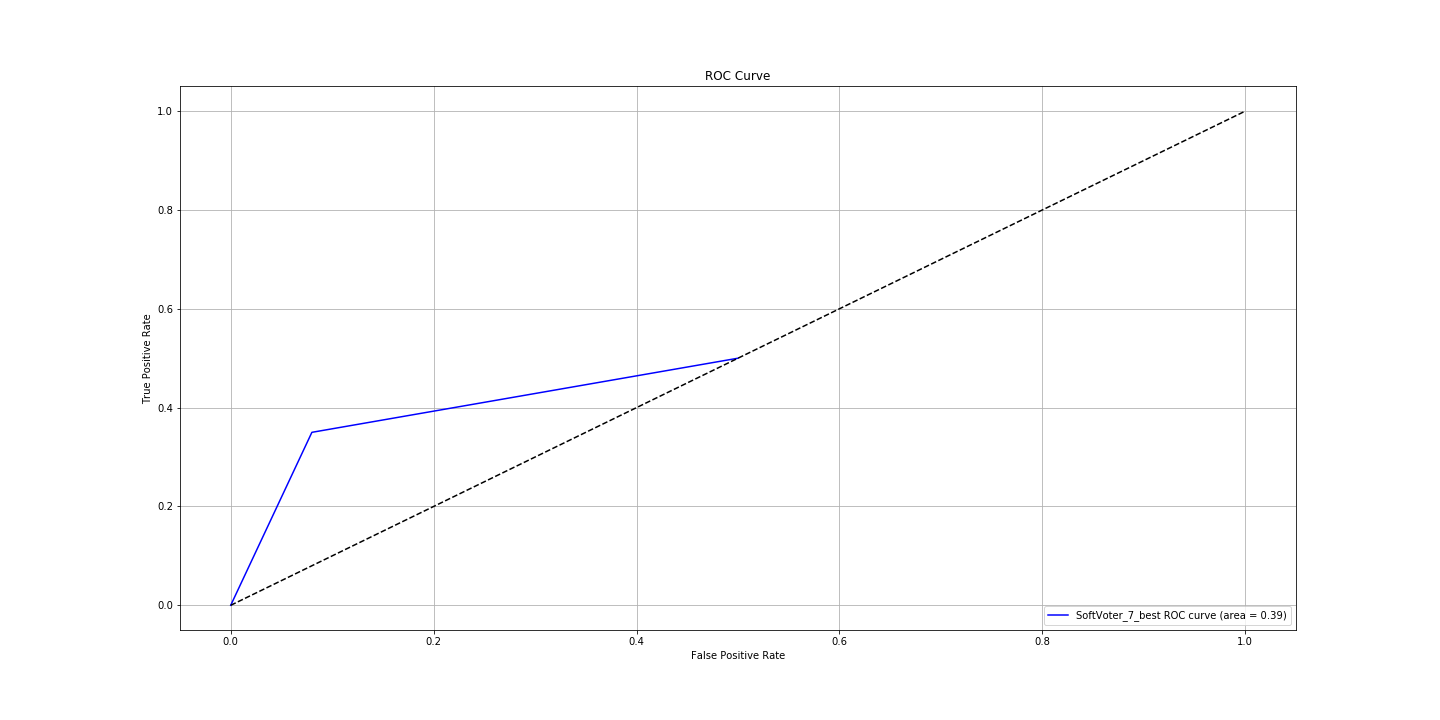 ROC Curve
1.0
0.8
0.6
0.4
0.2
0.0
True Positive Rate
0.0 0.2 0.4 0.6 0.8 1.0
False Positive Rate
SoftVoter_7_best ROC curve (area = 0.39)